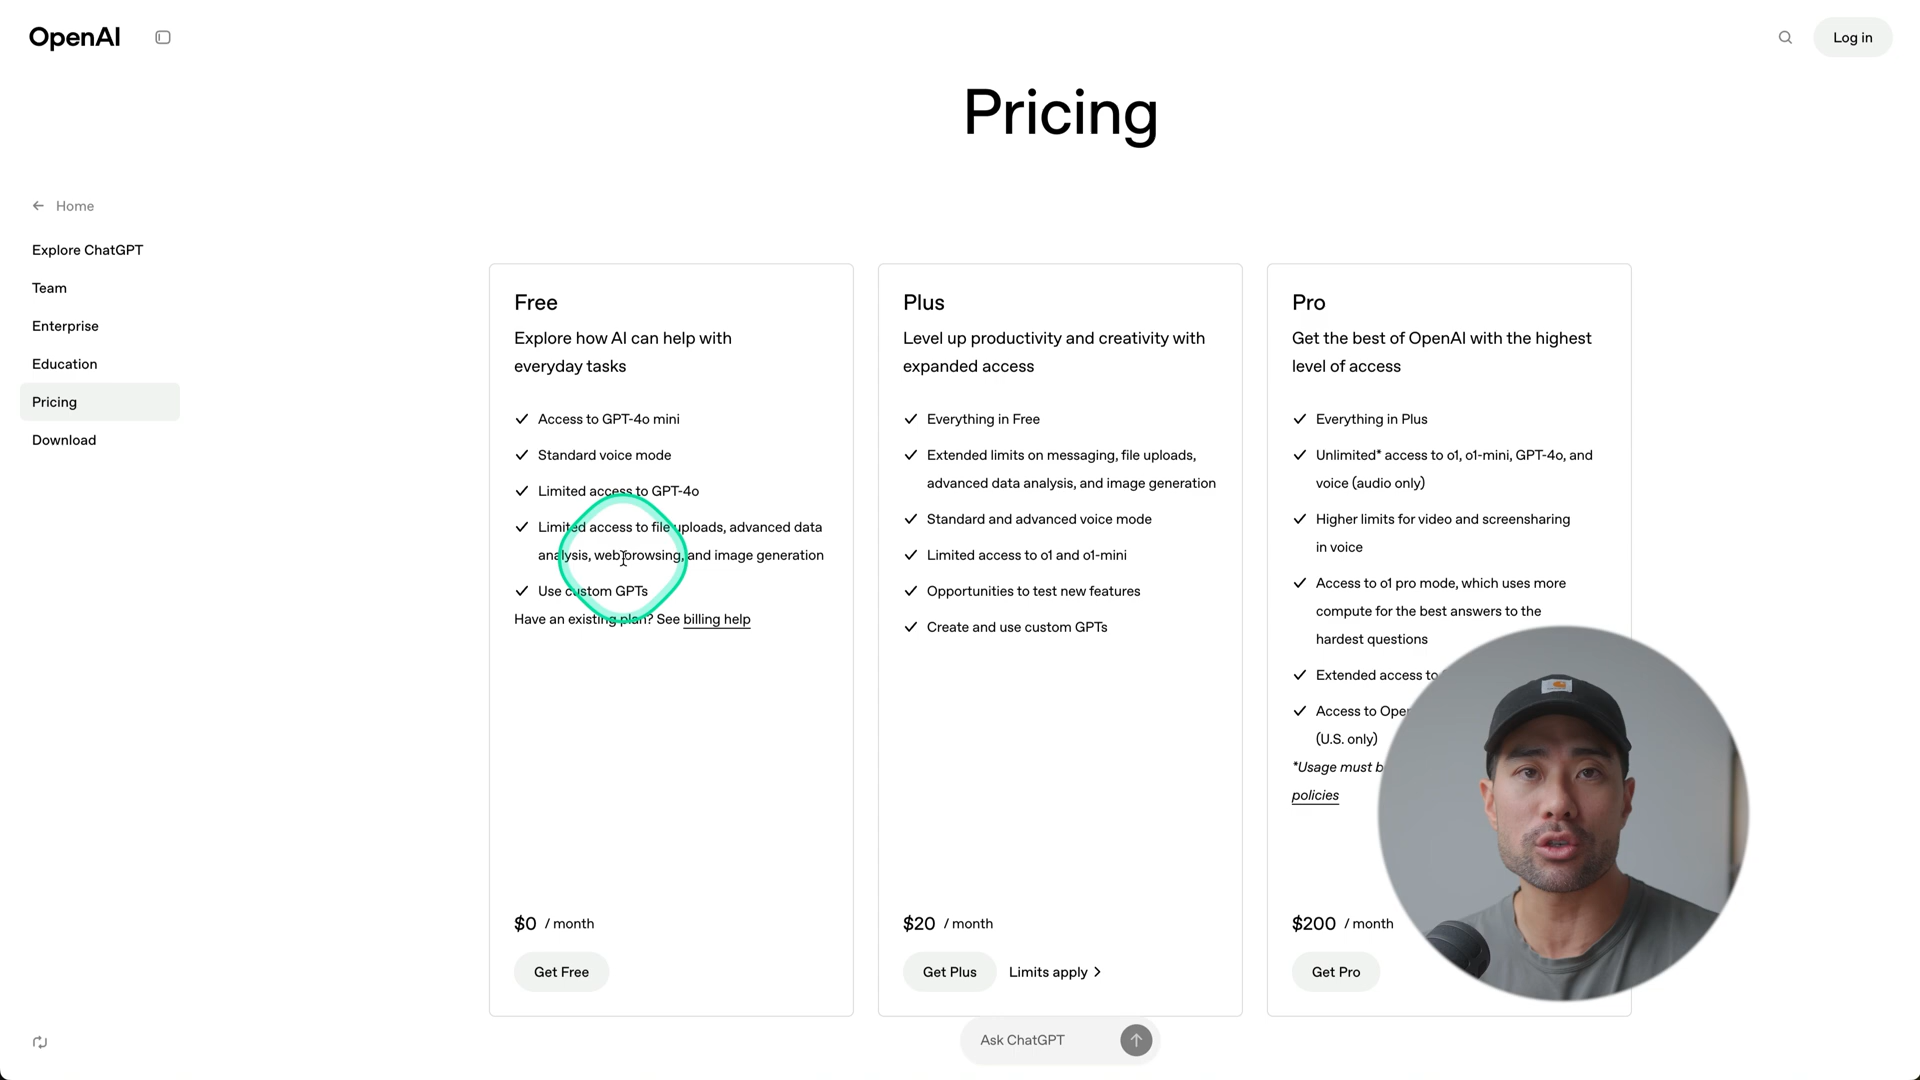 OpenAI
Log in
Pricing
Home
Explore ChatGPT
Team
Enterprise
Education
Pricing
Download
Free
Explore how AI can help with
everyday tasks
Access to GPT-4o mini
Standard voice mode
Limited access to GPT-4o
Limited access to file uploads, advanced data
analysis, web browsing, and image generation
Use custom GPTs
Have an existing plan? See billing help
$0 / month
Get Free
Plus
Level up productivity and creativity with
expanded access
Everything in Free
Extended limits on messaging, file uploads,
advanced data analysis, and image generation
Standard and advanced voice mode
Limited access to o1 and o1-mini
Opportunities to test new features
Create and use custom GPTs
$20 / month
Get Plus Limits apply
Pro
Get the best of OpenAI with the highest
level of access
Everything in Plus
Unlimited* access to o1, o1-mini, GPT-4o, and
voice (audio only)
Higher limits for video and screensharing
in voice
Access to o1 pro mode, which uses more
compute for the best answers to the
hardest questions
Extended access to
Access to
(U.S. only)
*Usage must
policies
$200 / month
Get Pro
Ask ChatGPT